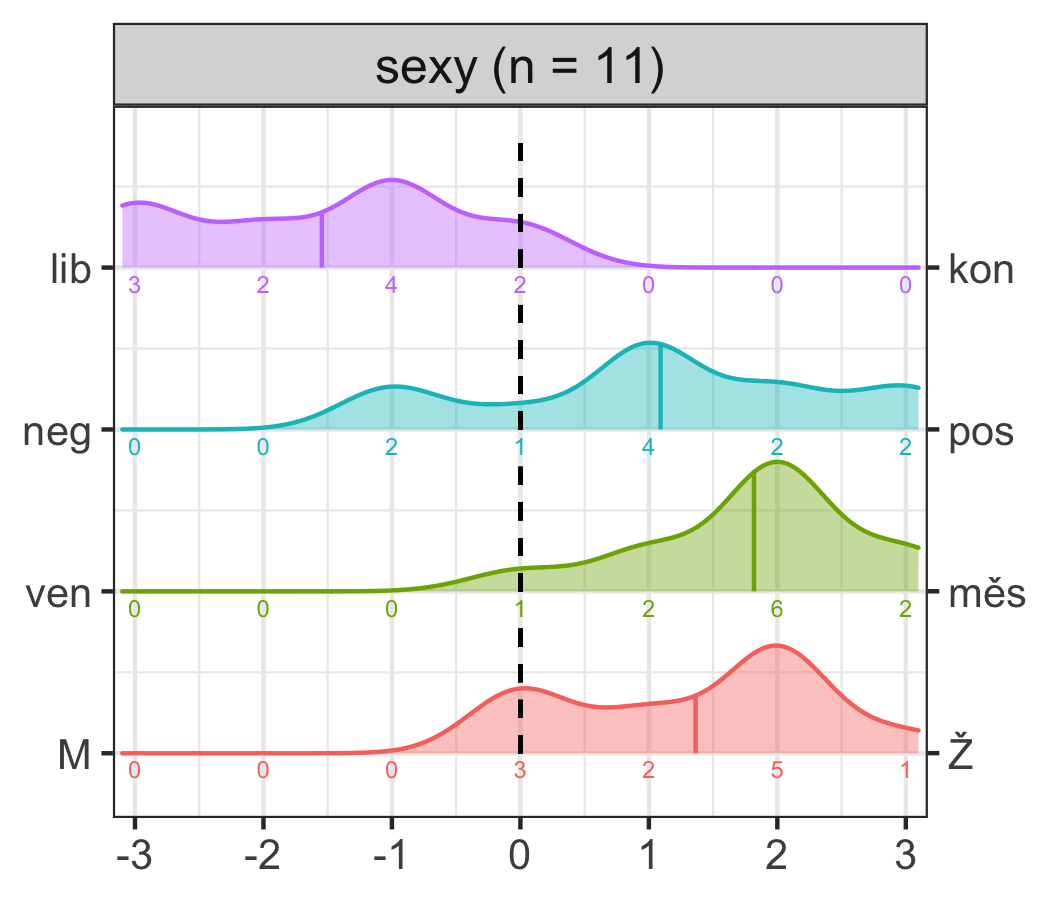 sexy (n = 11)
lib kon
3 2 4 2 0 0 0
neg pos
0 0 2 1 4 2 2
ven měs
0 0 0 1 2 6 2
M Ž
0 0 0 3 2 5 1
-3 -2 -1 0 1 2 3